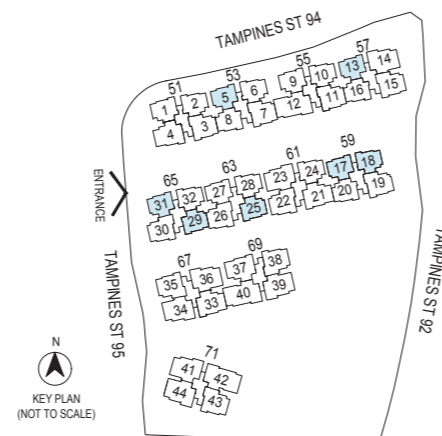 TAMPINES ST 94
51
53
55
57
1 2 5 6 9 10 13 14
4 3 8 7 12 11 16 15
ENTRANCE
65
63
61
59
31 32 27 28 23 24 17 18
30 29 26 25 22 21 20 19
TAMPINES ST 95
TAMPINES ST 92
67
69
35 36 37 38
34 33 40 39
71
41 42
44 43
N
KEY PLAN
(NOT TO SCALE)